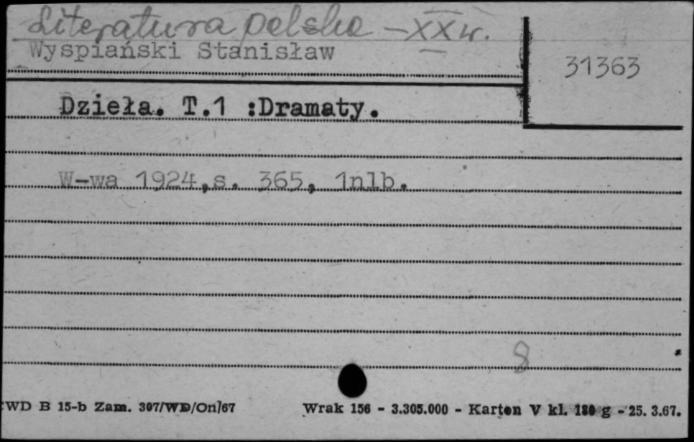 Literatura polska - XX w.
Wyspiański Stanisław
31363
Dzieła. T.1 :Dramaty.
W-wa 1924,s. 365, 1nlb.
8
WD B 15-b Zam. 307/WD/On/67 Wrak 156 - 3.305.000 - Karton V kl. 180 g - 25. 3.67.